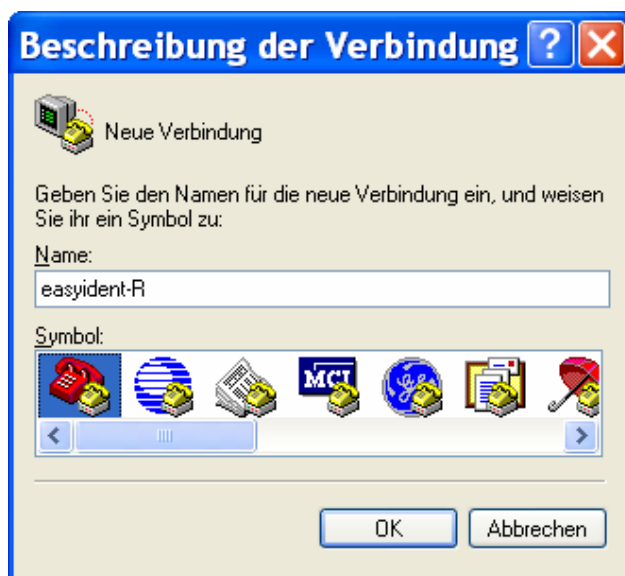 Beschreibung der Verbindung
Neue Verbindung
Geben Sie den Namen für die neue Verbindung ein, und weisen
Sie ihr ein Symbol zu:
Name:
easyident-R
Symbol:
MCI
OK Abbrechen